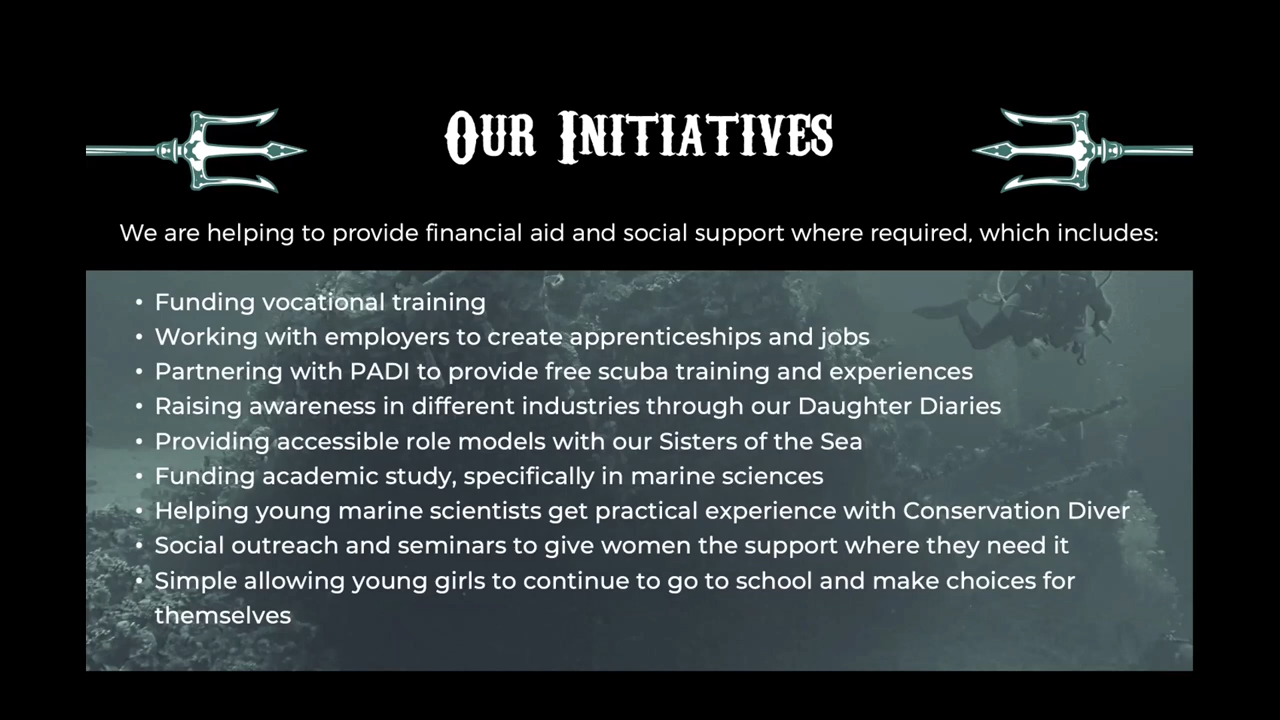 Our Initiatives
We are helping to provide financial aid and social support where required, which includes:
• Funding vocational training
• Working with employers to create apprenticeships and jobs
• Partnering with PADI to provide free scuba training and experiences
• Raising awareness in different industries through our Daughter Diaries
• Providing accessible role models with our Sisters of the Sea
• Funding academic study, specifically in marine sciences
• Helping young marine scientists get practical experience with Conservation Diver
• Social outreach and seminars to give women the support where they need it
• Simple allowing young girls to continue to go to school and make choices for
themselves